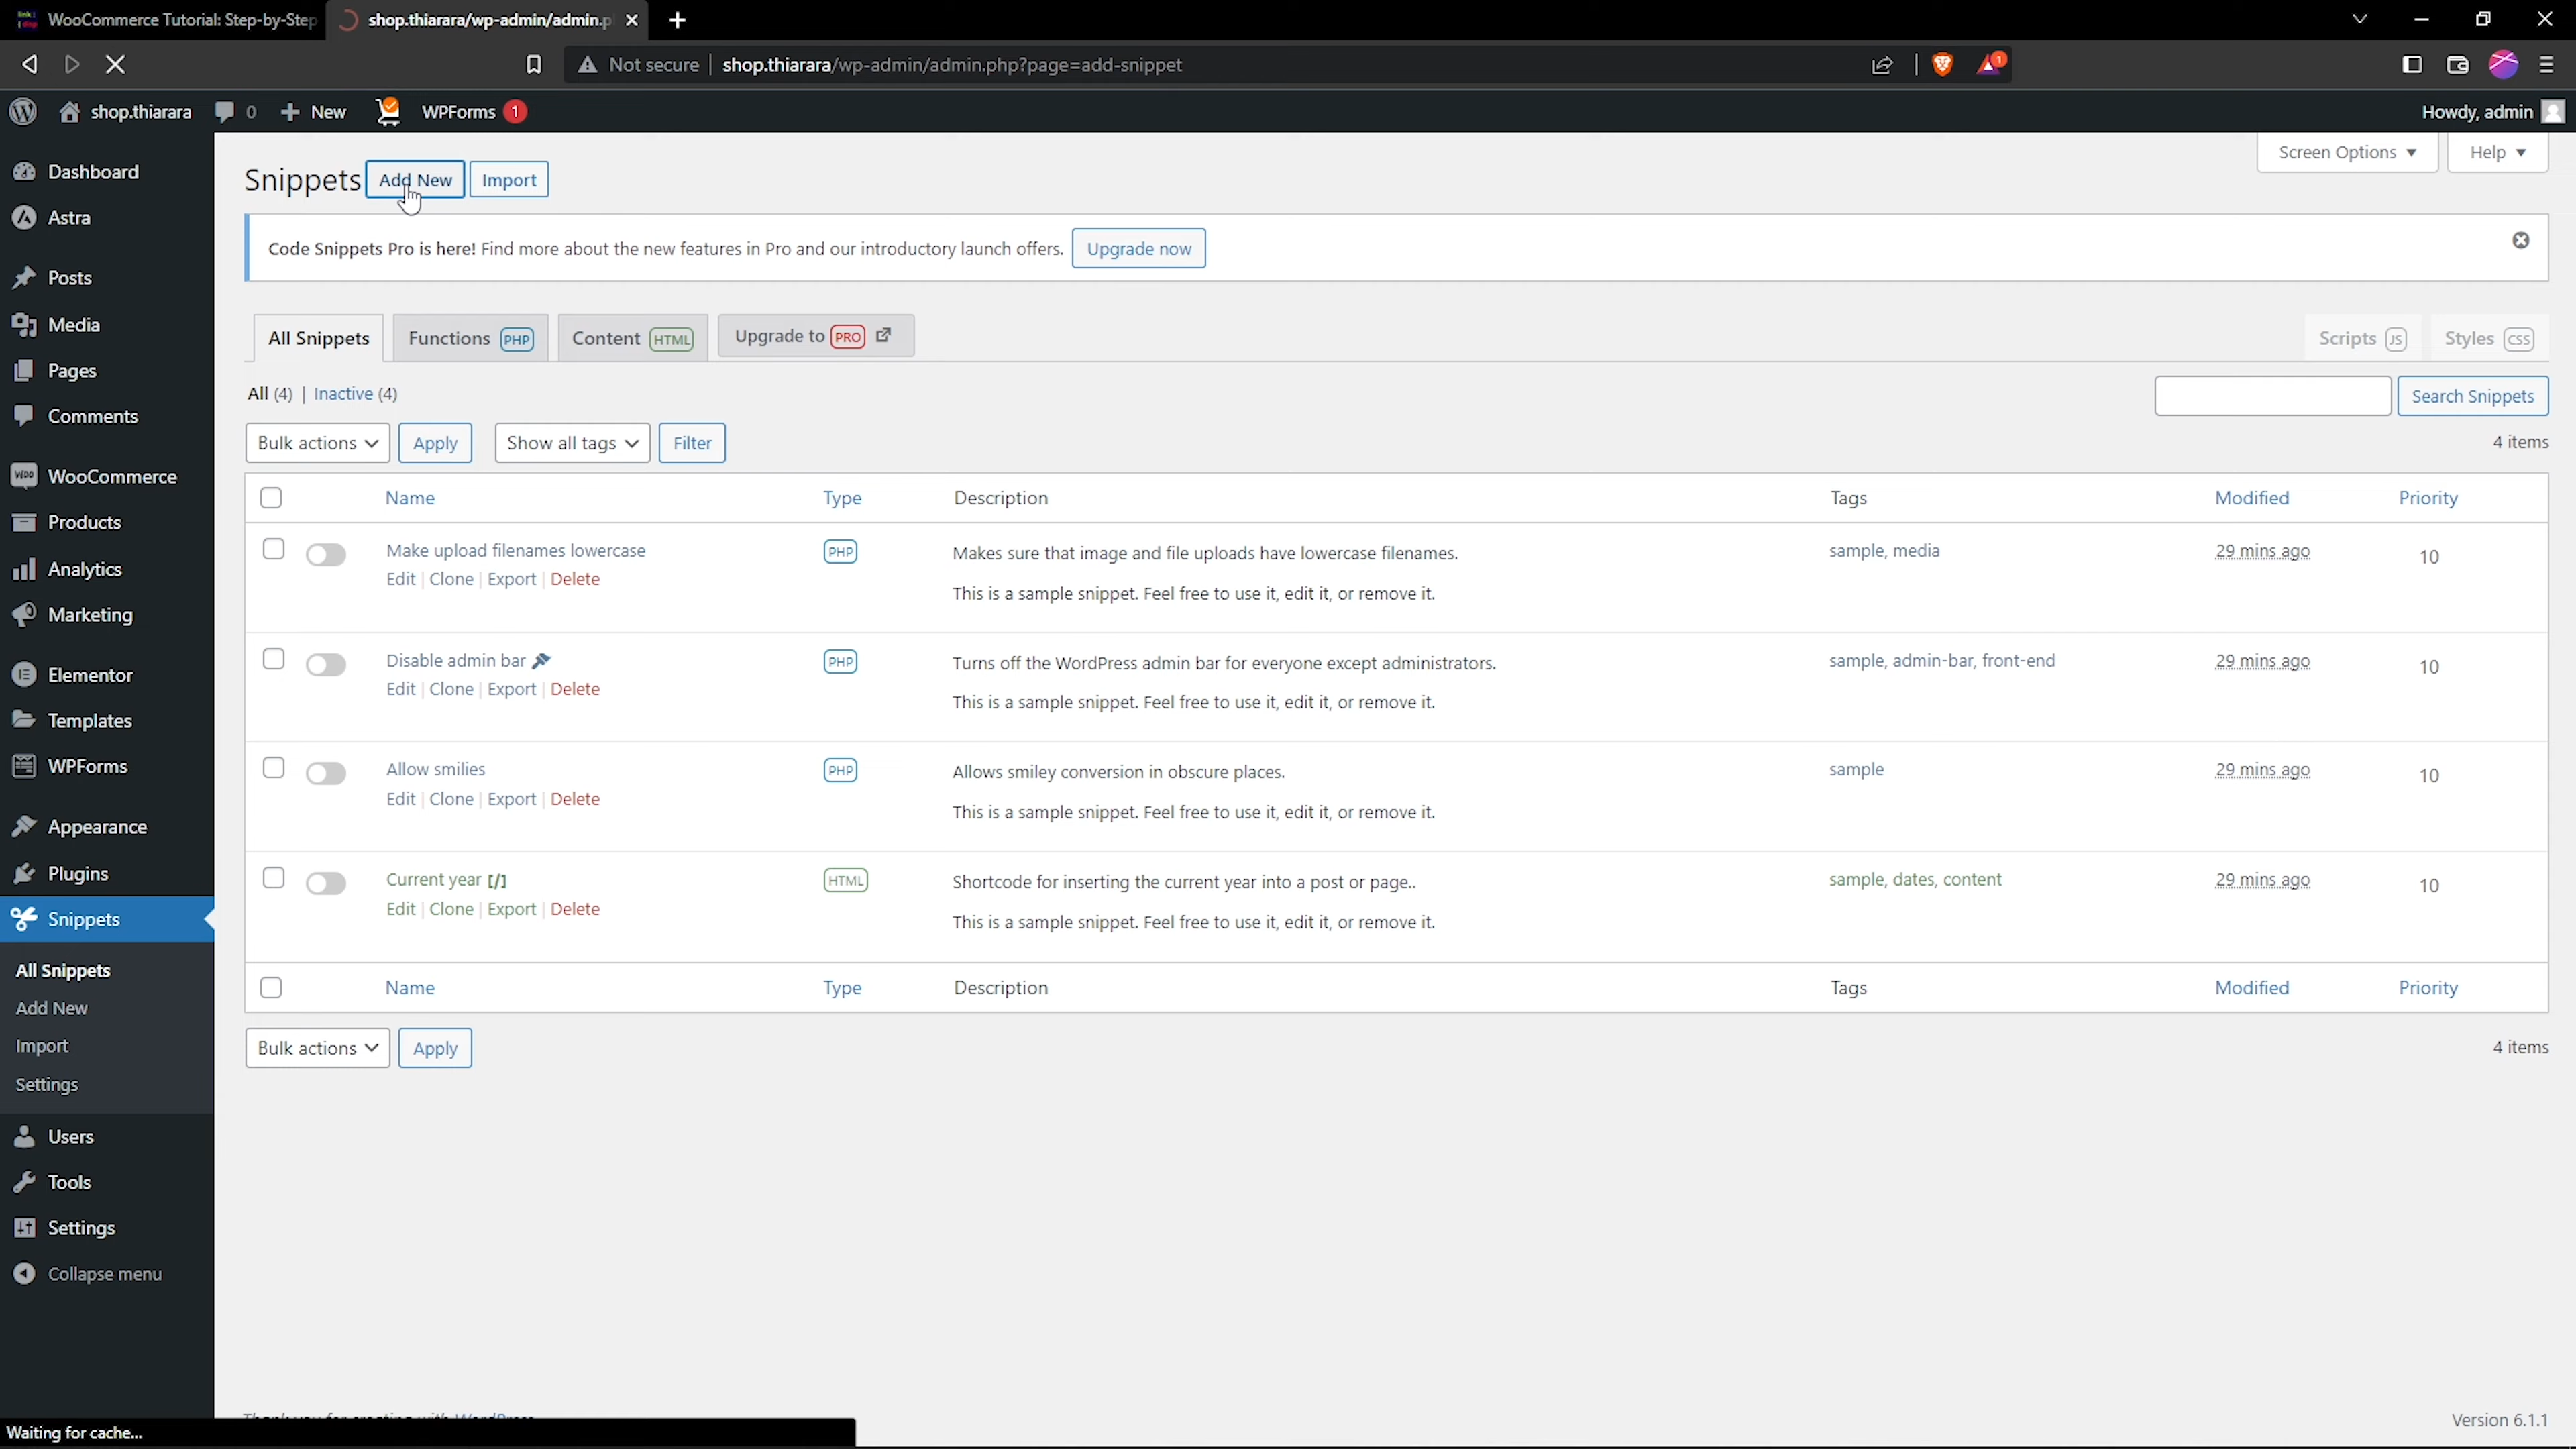 WooCommerce Tutorial: Step-by-Step
shop.thiarara/wp-admin/admin.p
Not secure
shop.thiarara/wp-admin/admin.php?page=add-snippet
1
shop.thiarara
0
New
WPForms 1
Howdy, admin
Dashboard
Astra
Posts
Media
Pages
Comments
WooCommerce
Products
Analytics
Marketing
Elementor
Templates
WPForms
Appearance
Plugins
Snippets
All Snippets
Add New
Import
Settings
Users
Tools
Settings
Collapse menu
Screen Options
Help
Snippets
Add New
Import
Code Snippets Pro is here! Find more about the new features in Pro and our introductory launch offers.
Upgrade now
All Snippets
Functions PHP
Content HTML
Upgrade to PRO
Scripts JS
Styles CSS
All (4) | Inactive (4)
Search Snippets
Bulk actions
Apply
Show all tags
Filter
4 items
Name Type Description Tags Modified Priority
Make upload filenames lowercase PHP Makes sure that image and file uploads have lowercase filenames. sample, media 29 mins ago 10
Edit | Clone | Export | Delete
This is a sample snippet. Feel free to use it, edit it, or remove it.
Disable admin bar PHP Turns off the WordPress admin bar for everyone except administrators. sample, admin-bar, front-end 29 mins ago 10
Edit | Clone | Export | Delete
This is a sample snippet. Feel free to use it, edit it, or remove it.
Allow smilies PHP Allows smiley conversion in obscure places. sample 29 mins ago 10
Edit | Clone | Export | Delete
This is a sample snippet. Feel free to use it, edit it, or remove it.
Current year [/] HTML Shortcode for inserting the current year into a post or page.. sample, dates, content 29 mins ago 10
Edit | Clone | Export | Delete
This is a sample snippet. Feel free to use it, edit it, or remove it.
Name Type Description Tags Modified Priority
Bulk actions
Apply
4 items
Version 6.1.1
Waiting for cache...